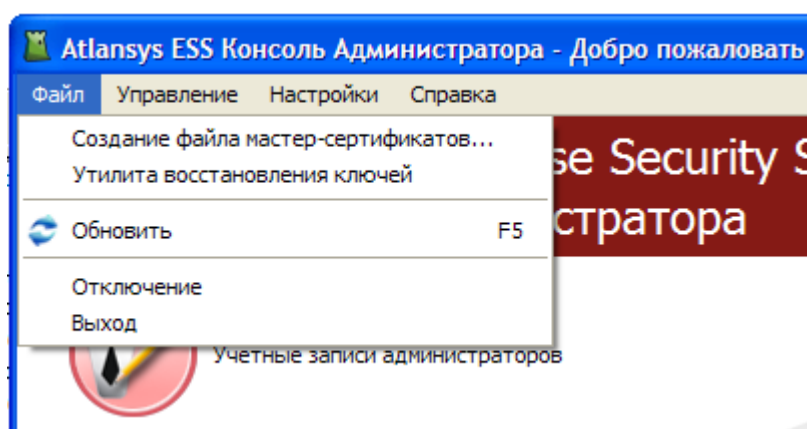 Atlansys ESS Консоль Администратора - Добро пожаловать
Файл Управление Настройки Справка
Создание файла мастер-сертификатов...
Утилита восстановления ключей
Обновить F5
Отключение
Выход
se Security S
стратора
Учетные записи администраторов